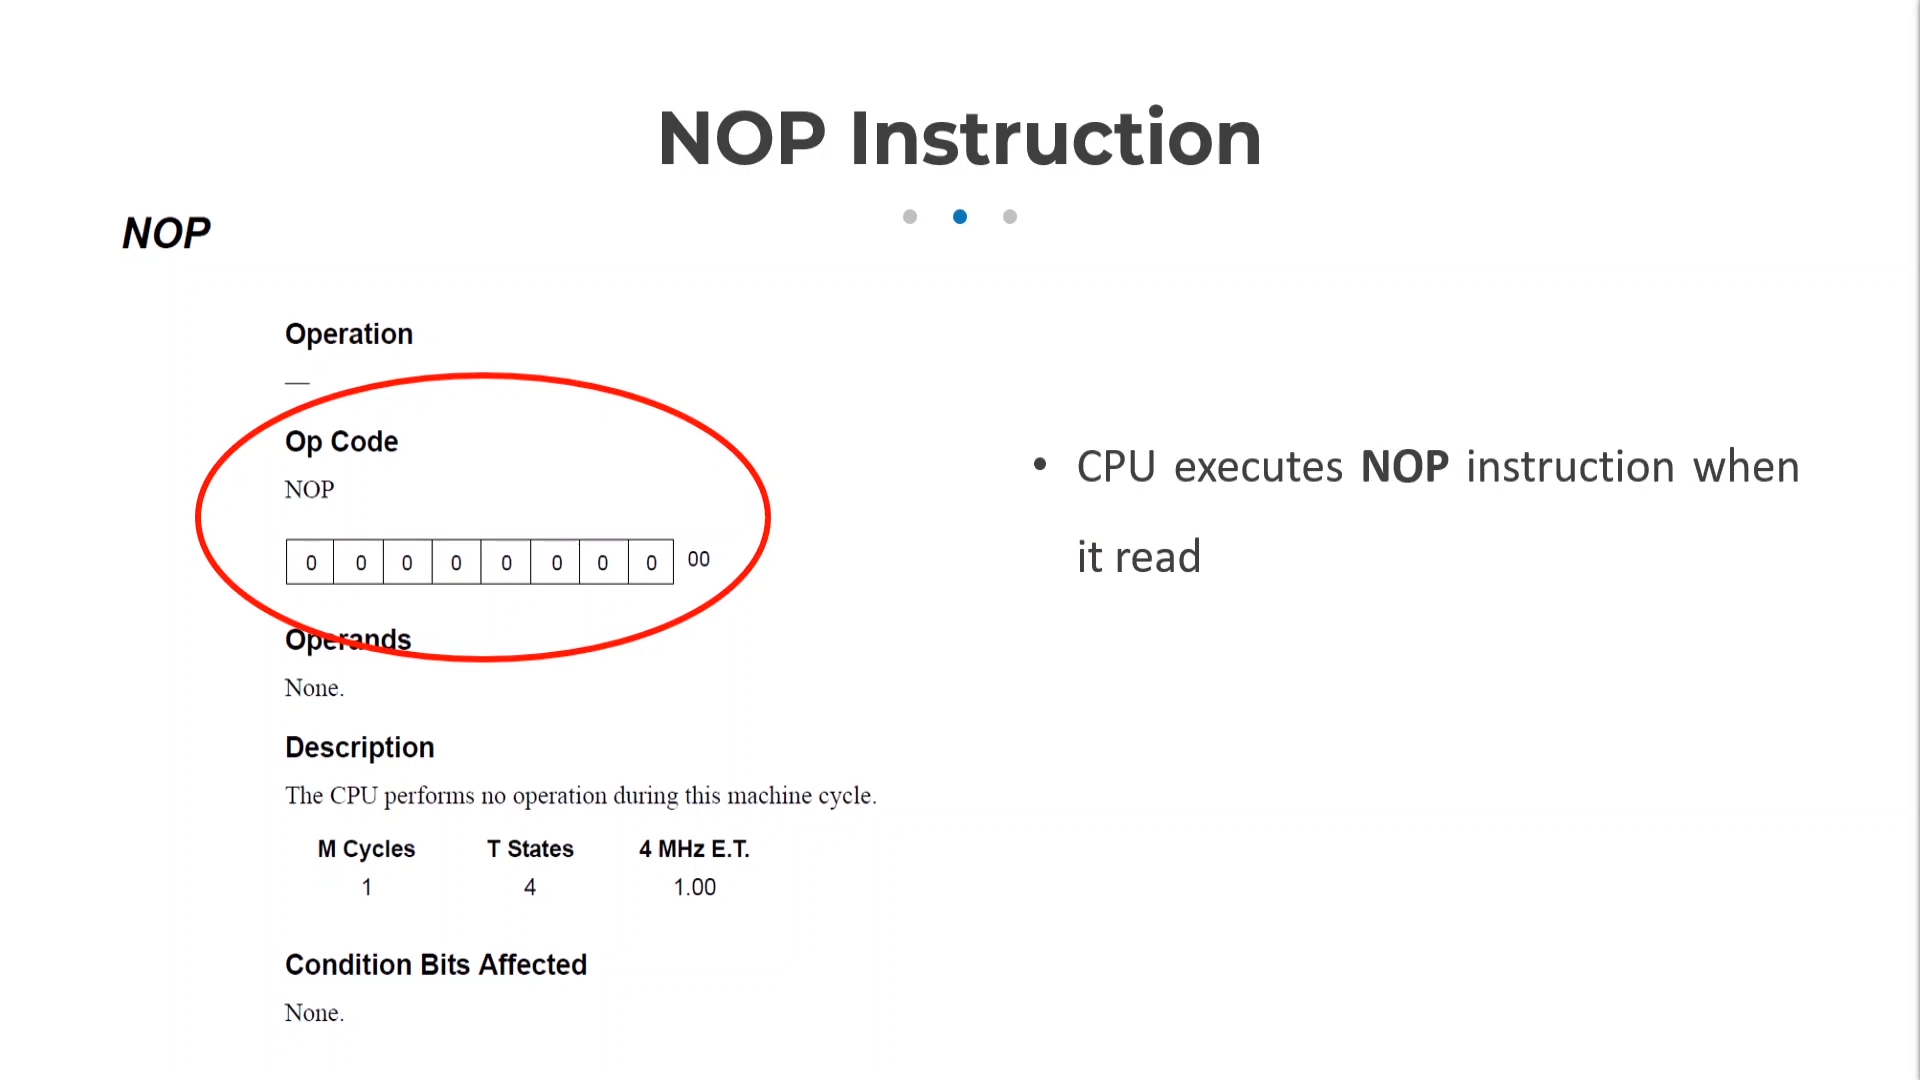 NOP Instruction
NOP
Operation
—
Op Code
NOP
0 0 0 0 0 0 0 0 00
Operands
None.
Description
The CPU performs no operation during this machine cycle.
M Cycles T States 4 MHz E.T.
1 4 1.00
Condition Bits Affected
None.
• CPU executes NOP instruction when
it read